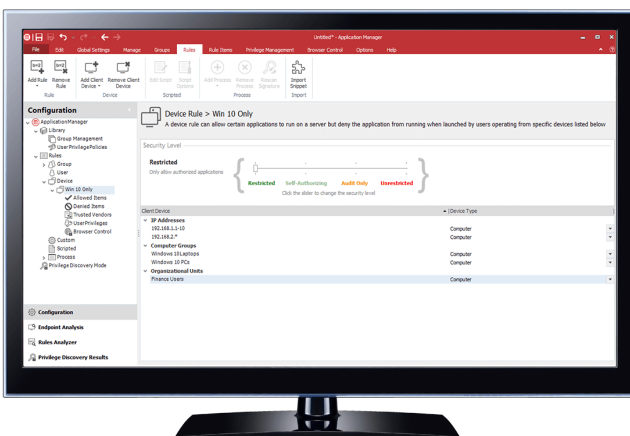 Untitled* - Application Manager
File Edit Global Settings Manage Groups Rules Rule Items Privilege Management Browser Control Options Help
Add Rule
Remove Rule
Add Client Device
Remove Client Device
Edit Script
Script Options
Add Process
Remove Process
Rescan Signature
Import Snippet
Rule Device Scripted Process Import
Configuration
ApplicationManager
Library
Group Management
User Privilege Policies
Rules
Group
User
Device
Win 10 Only
Allowed Items
Denied Items
Trusted Vendors
User Privileges
Browser Control
Custom
Scripted
Process
Privilege Discovery Mode
Configuration
Endpoint Analysis
Rules Analyzer
Privilege Discovery Results
Device Rule > Win 10 Only
A device rule can allow certain applications to run on a server but deny the application from running when launched by users operating from specific devices listed below
Security Level
Restricted
Only allow authorized applications
Restricted Self-Authorizing Audit Only Unrestricted
Click the slider to change the security level
Client Device Device Type
IP Addresses
192.168.1.1-10 Computer
192.168.2.* Computer
Computer Groups
Windows 10 Laptops Computer
Windows 10 PCs Computer
Organizational Units
Finance Users Computer